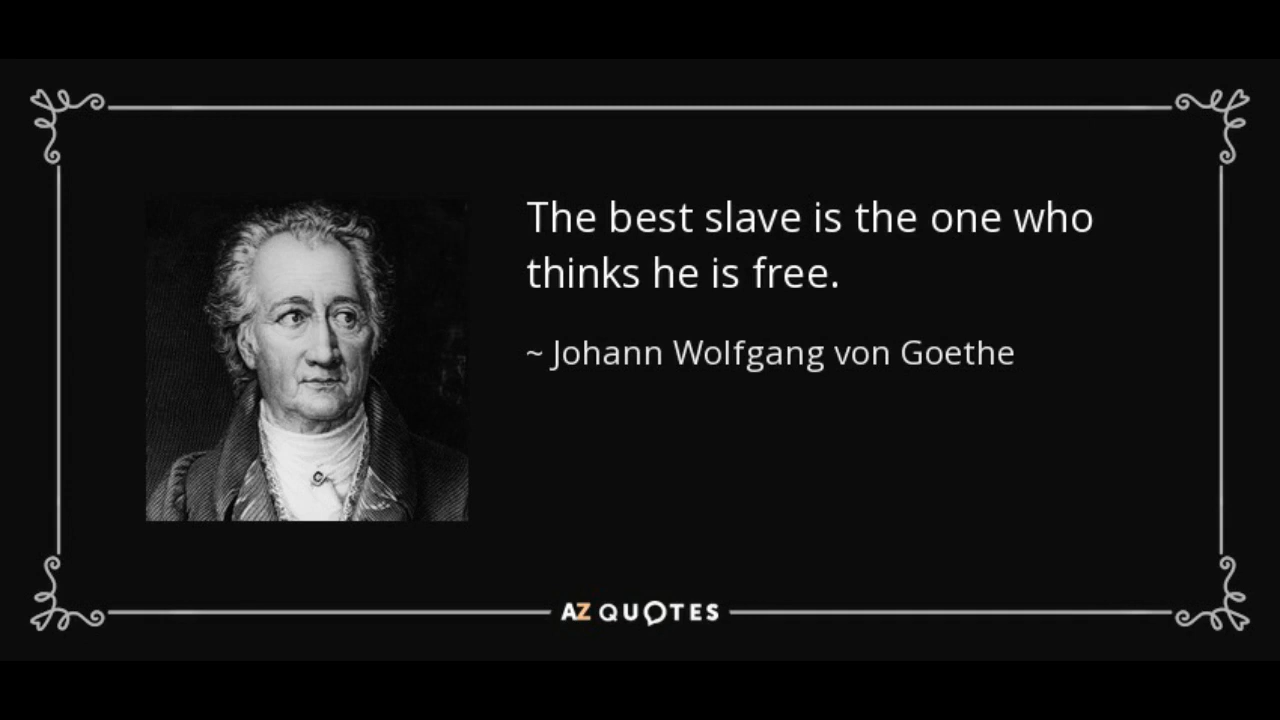 The best slave is the one who
thinks he is free.
~ Johann Wolfgang von Goethe
AZ QUOTES